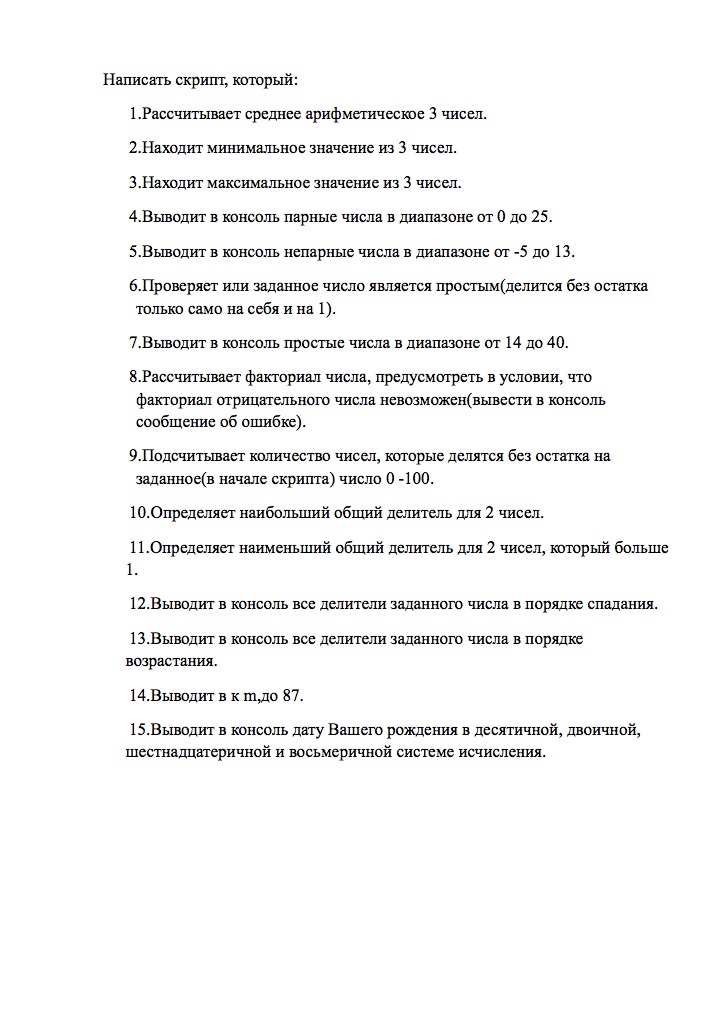 Написать скрипт, который:
1.Рассчитывает среднее арифметическое 3 чисел.
2.Находит минимальное значение из 3 чисел.
3.Находит максимальное значение из 3 чисел.
4.Выводит в консоль парные числа в диапазоне от 0 до 25.
5.Выводит в консоль непарные числа в диапазоне от -5 до 13.
6.Проверяет или заданное число является простым(делится без остатка
только само на себя и на 1).
7.Выводит в консоль простые числа в диапазоне от 14 до 40.
8.Рассчитывает факториал числа, предусмотреть в условии, что
факториал отрицательного числа невозможен(вывести в консоль
сообщение об ошибке).
9.Подсчитывает количество чисел, которые делятся без остатка на
заданное(в начале скрипта) число 0 -100.
10.Определяет наибольший общий делитель для 2 чисел.
11.Определяет наименьший общий делитель для 2 чисел, который больше
1.
12.Выводит в консоль все делители заданного числа в порядке спадания.
13.Выводит в консоль все делители заданного числа в порядке
возрастания.
14.Выводит в к m,до 87.
15.Выводит в консоль дату Вашего рождения в десятичной, двоичной,
шестнадцатеричной и восьмеричной системе исчисления.